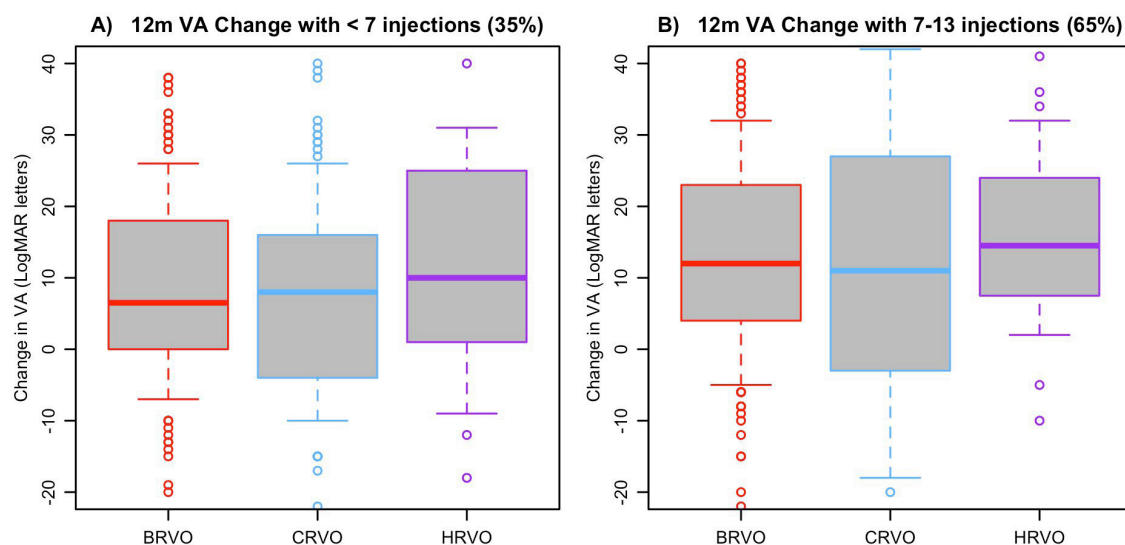 A) 12m VA Change with < 7 injections (35%)
Change in VA (LogMAR letters)
40
30
20
10
0
-10
-20
BRVO CRVO HRVO
B) 12m VA Change with 7-13 injections (65%)
Change in VA (LogMAR letters)
40
30
20
10
0
-10
-20
BRVO CRVO HRVO